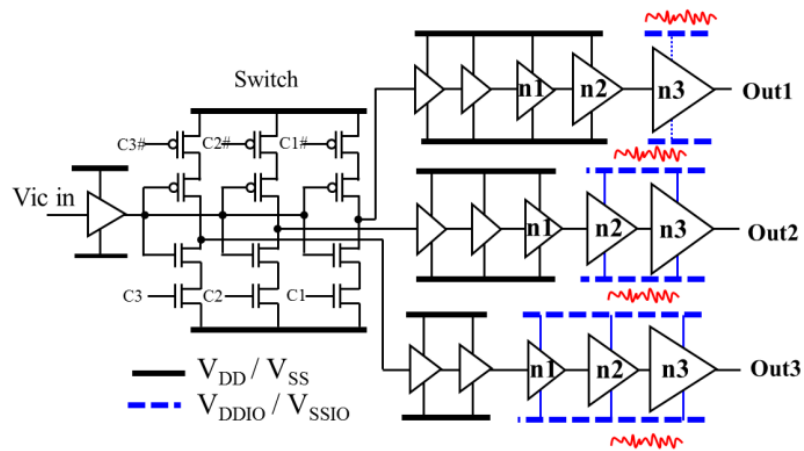 n1 n2 n3 Out1
Switch
C3# C2# C1#
Vic in
n1 n2 n3 Out2
C3 C2 C1
n1 n2 n3 Out3
VDD / VSS
VDDIO / VSSIO